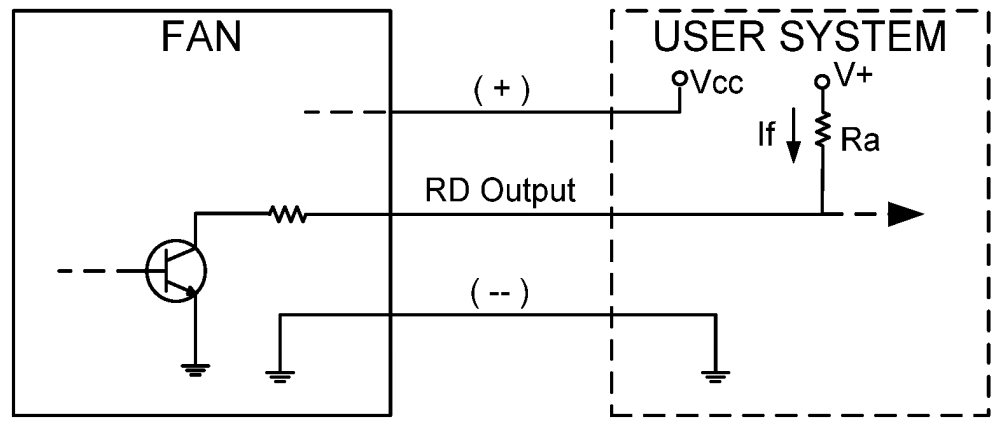 FAN
USER SYSTEM
( + )
Vcc
V+
If
Ra
RD Output
( -- )